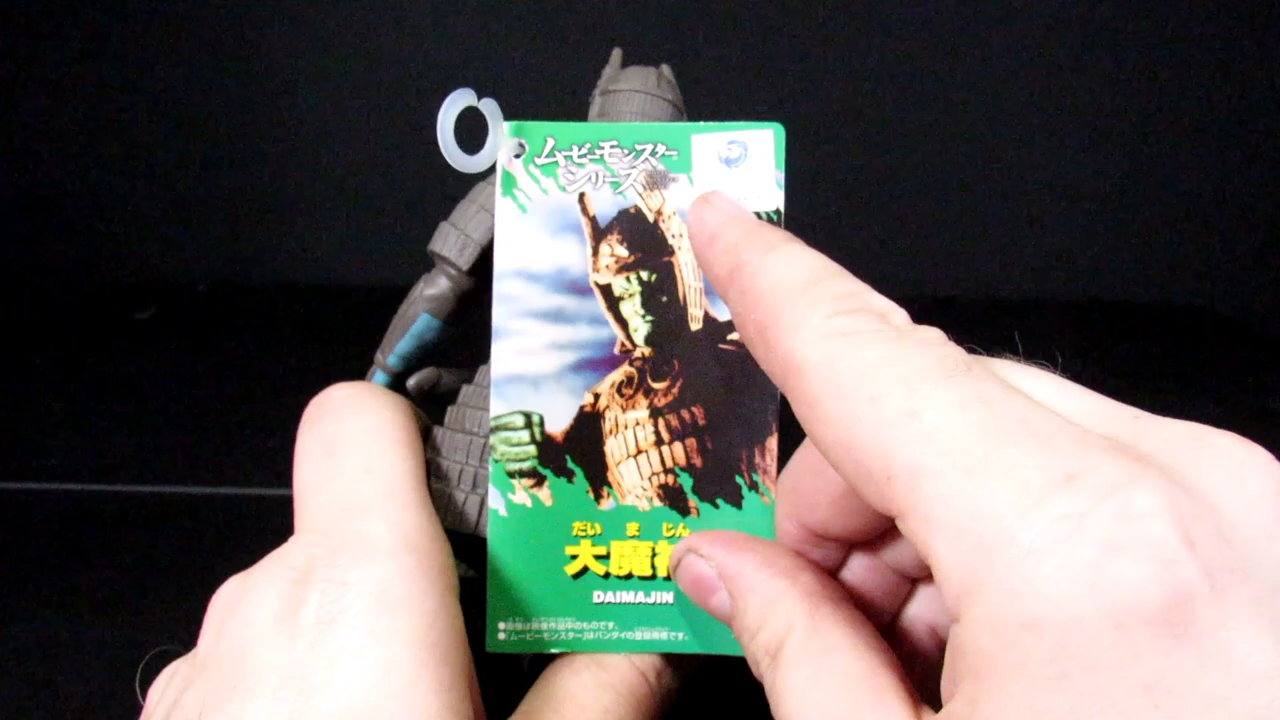 ムービーモンスター
シリーズ
だい ま じん
大魔神
DAIMAJIN
●画像は映像作品中のものです。
●「ムービーモンスター」はバンダイの登録商標です。